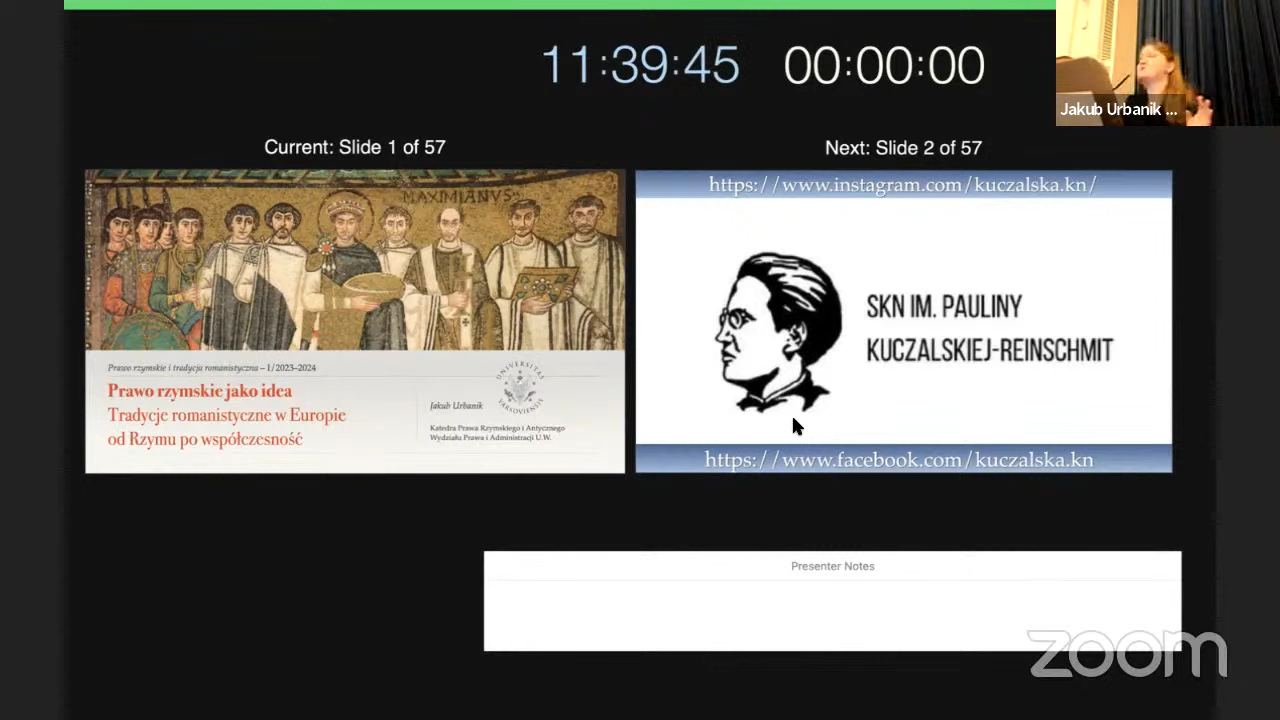 11:39:45 00:00:00
Jakub Urbanik ...
Current: Slide 1 of 57
Next: Slide 2 of 57
MAXIMIANVS
Prawo rzymskie i tradycja romanistyczna – 1/2023–2024
Prawo rzymskie jako idea
Tradycje romanistyczne w Europie
od Rzymu po współczesność
UNIVERSITAS
VARSOVIENSIS
Jakub Urbanik
Katedra Prawa Rzymskiego i Antycznego
Wydziału Prawa i Administracji U.W.
https://www.instagram.com/kuczalska.kn/
SKN IM. PAULINY
KUCZALSKIEJ-REINSCHMIT
https://www.facebook.com/kuczalska.kn
Presenter Notes
zoom